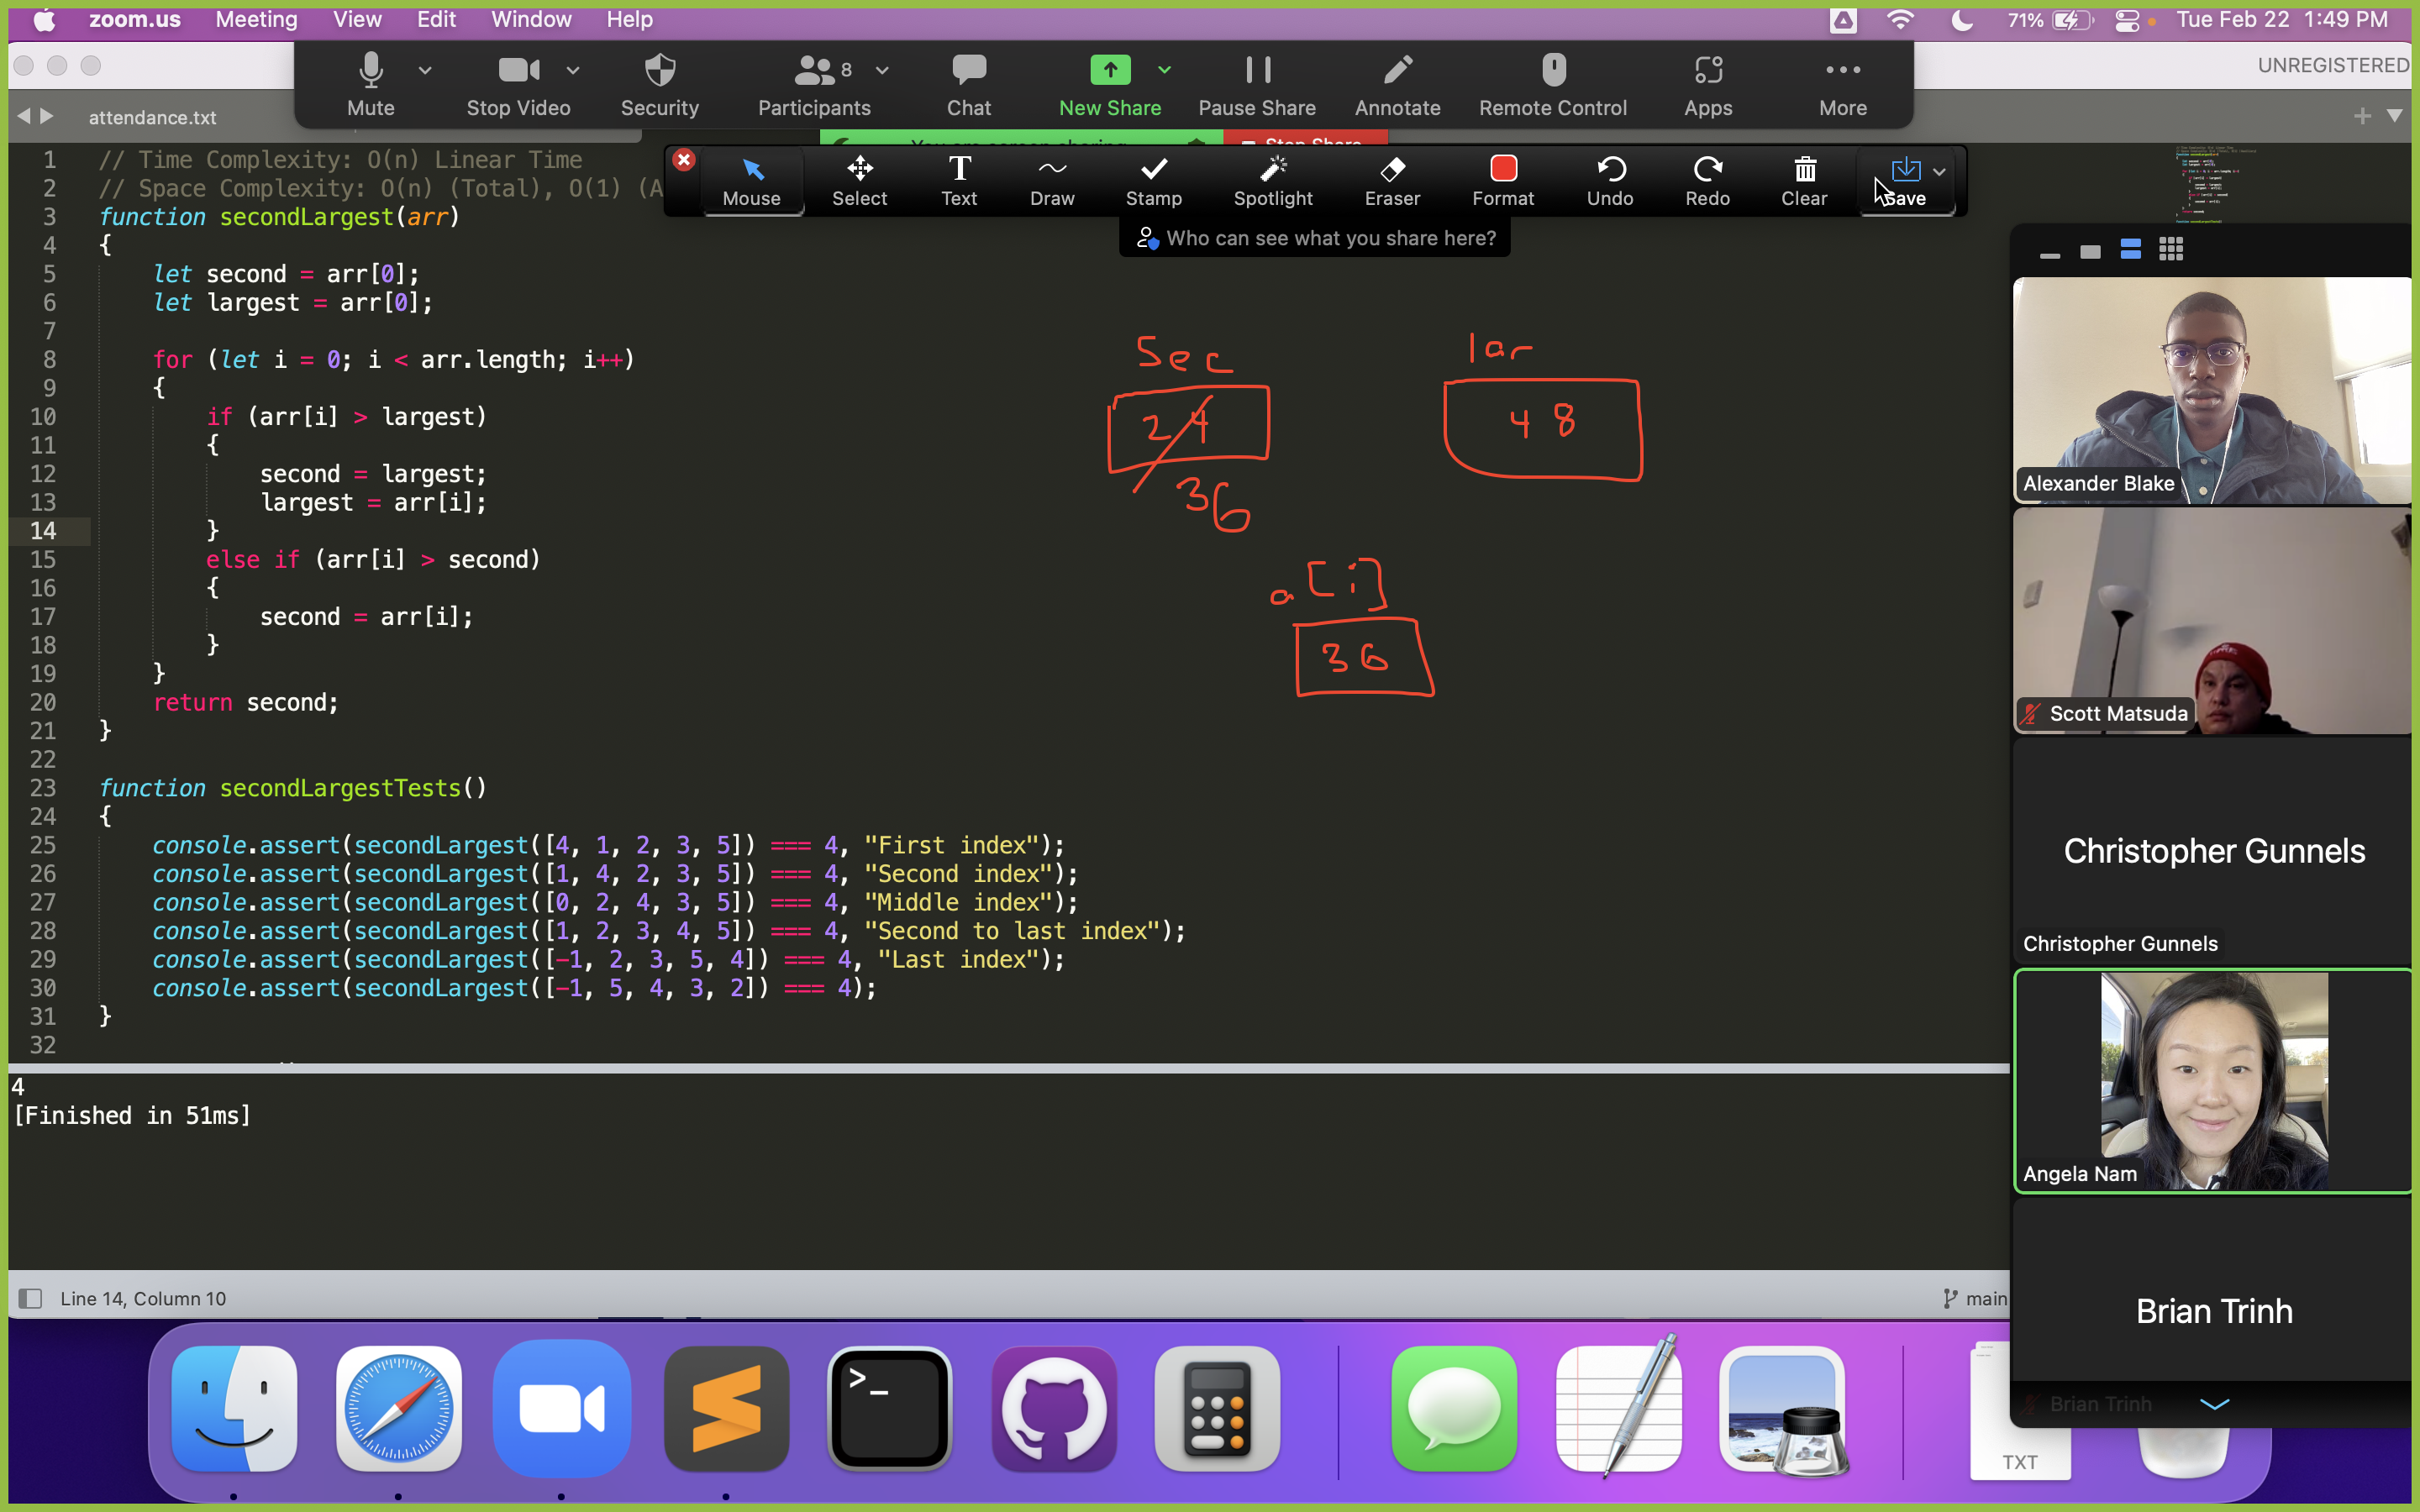 zoom.us Meeting View Edit Window Help 71% Tue Feb 22 1:49 PM
UNREGISTERED
Mute Stop Video Security Participants 8 Chat New Share Pause Share Annotate Remote Control Apps More
attendance.txt
You are screen sharing Stop Share
Mouse Select Text Draw Stamp Spotlight Eraser Format Undo Redo Clear Save
Who can see what you share here?
1 // Time Complexity: O(n) Linear Time
2 // Space Complexity: O(n) (Total), O(1) (A
3 function secondLargest(arr)
4 {
5 let second = arr[0];
6 let largest = arr[0];
7
8 for (let i = 0; i < arr.length; i++)
9 {
10 if (arr[i] > largest)
11 {
12 second = largest;
13 largest = arr[i];
14 }
15 else if (arr[i] > second)
16 {
17 second = arr[i];
18 }
19 }
20 return second;
21 }
22
23 function secondLargestTests()
24 {
25 console.assert(secondLargest([4, 1, 2, 3, 5]) === 4, "First index");
26 console.assert(secondLargest([1, 4, 2, 3, 5]) === 4, "Second index");
27 console.assert(secondLargest([0, 2, 4, 3, 5]) === 4, "Middle index");
28 console.assert(secondLargest([1, 2, 3, 4, 5]) === 4, "Second to last index");
29 console.assert(secondLargest([-1, 2, 3, 5, 4]) === 4, "Last index");
30 console.assert(secondLargest([-1, 5, 4, 3, 2]) === 4);
31 }
32
Sec lar
24 48
36
a[i]
36
4
[Finished in 51ms]
Line 14, Column 10 main
Alexander Blake
Scott Matsuda
Christopher Gunnels
Christopher Gunnels
Angela Nam
Brian Trinh
Brian Trinh
>_
TXT